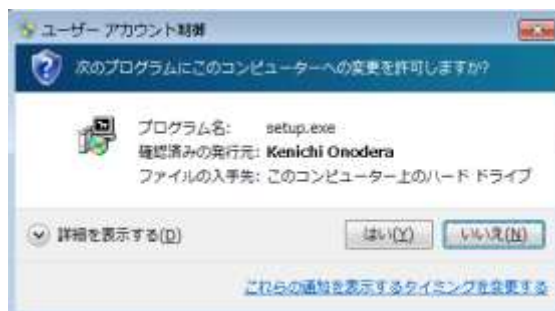 ユーザー アカウント制御
次のプログラムにこのコンピューターへの変更を許可しますか?
プログラム名: setup.exe
確認済みの発行元: Kenichi Onodera
ファイルの入手先: このコンピューター上のハード ドライブ
詳細を表示する(D)
はい(Y)
いいえ(N)
これらの通知を表示するタイミングを変更する